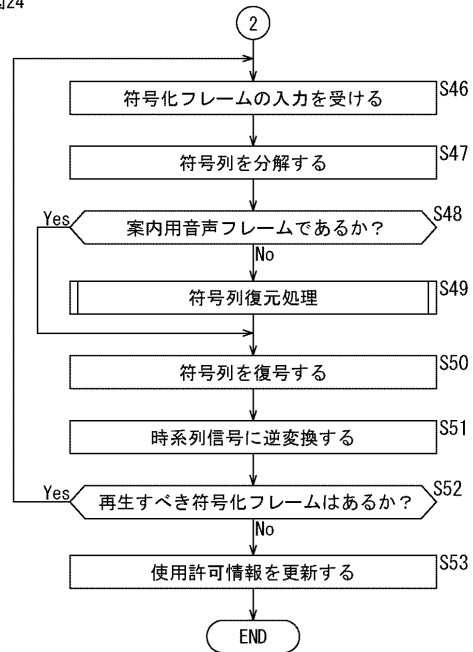 図24
2
符号化フレームの入力を受ける
S46
符号列を分解する
S47
案内用音声フレームであるか？
S48
Yes
No
符号列復元処理
S49
符号列を復号する
S50
時系列信号に逆変換する
S51
再生すべき符号化フレームはあるか？
S52
Yes
No
使用許可情報を更新する
S53
END